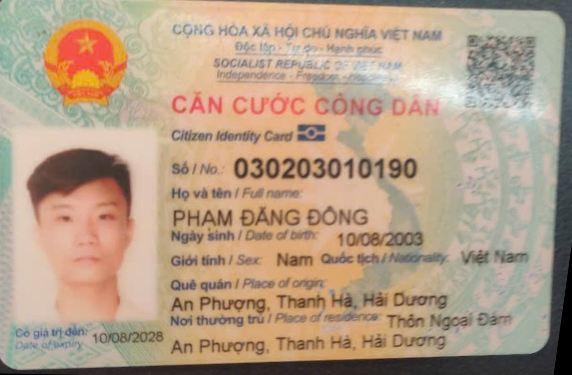 CỘNG HÒA XÃ HỘI CHỦ NGHĨA VIỆT NAM
Độc lập - Tự do - Hạnh phúc
SOCIALIST REPUBLIC OF VIET NAM
Independence - Freedom - Happiness
CĂN CƯỚC CÔNG DÂN
Citizen Identity Card
Số / No.: 030203010190
Họ và tên / Full name:
PHẠM ĐĂNG ĐÔNG
Ngày sinh / Date of birth: 10/08/2003
Giới tính / Sex: Nam Quốc tịch / Nationality: Việt Nam
Quê quán / Place of origin:
An Phượng, Thanh Hà, Hải Dương
Nơi thường trú / Place of residence: Thôn Ngoại Đàm
An Phượng, Thanh Hà, Hải Dương
Có giá trị đến: 10/08/2028
Date of expiry